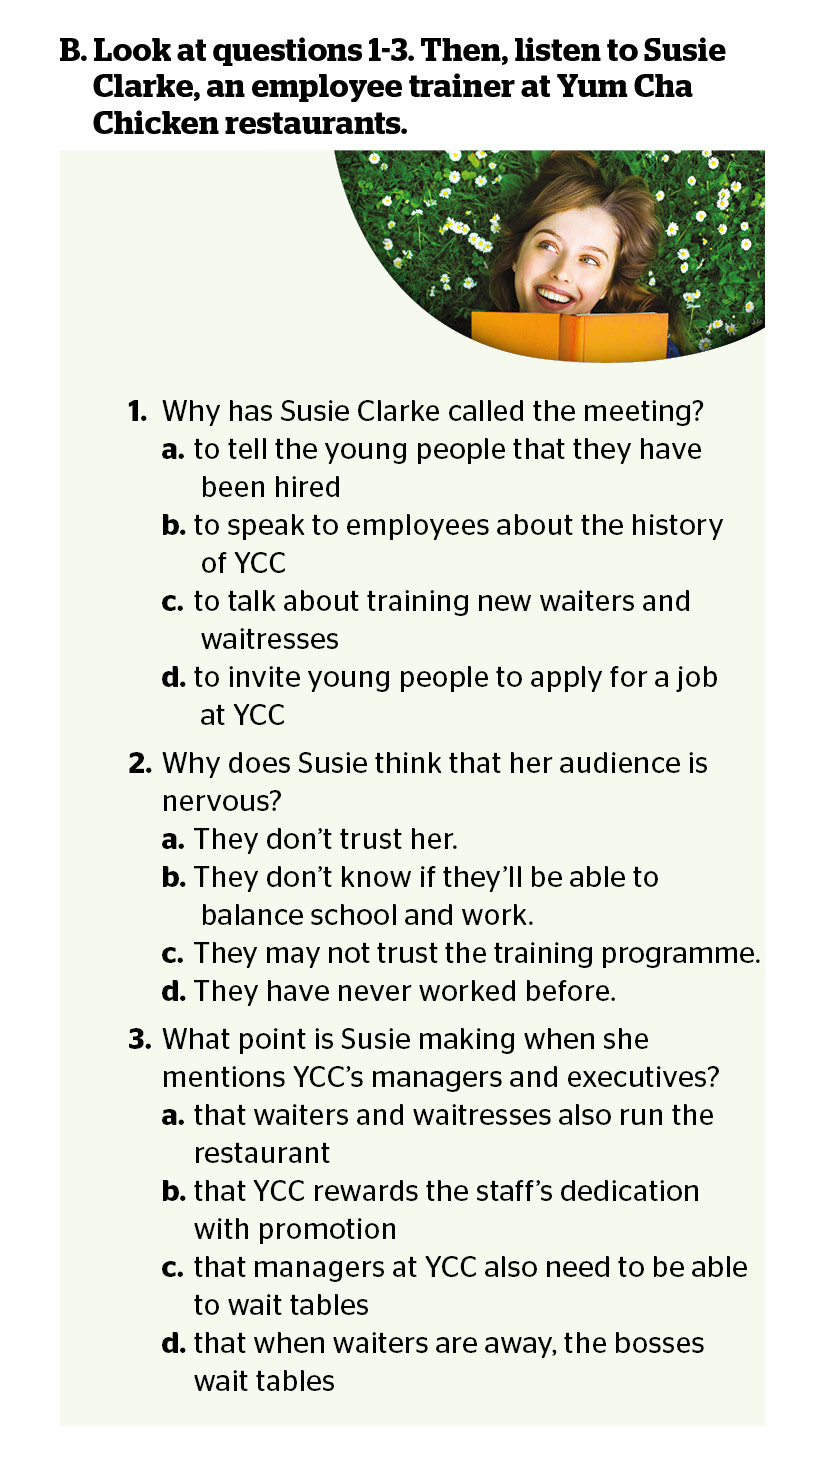 B. Look at questions 1-3. Then, listen to Susie
Clarke, an employee trainer at Yum Cha
Chicken restaurants.
1. Why has Susie Clarke called the meeting?
a. to tell the young people that they have
been hired
b. to speak to employees about the history
of YCC
c. to talk about training new waiters and
waitresses
d. to invite young people to apply for a job
at YCC
2. Why does Susie think that her audience is
nervous?
a. They don't trust her.
b. They don't know if they'll be able to
balance school and work.
c. They may not trust the training programme.
d. They have never worked before.
3. What point is Susie making when she
mentions YCC's managers and executives?
a. that waiters and waitresses also run the
restaurant
b. that YCC rewards the staff's dedication
with promotion
c. that managers at YCC also need to be able
to wait tables
d. that when waiters are away, the bosses
wait tables